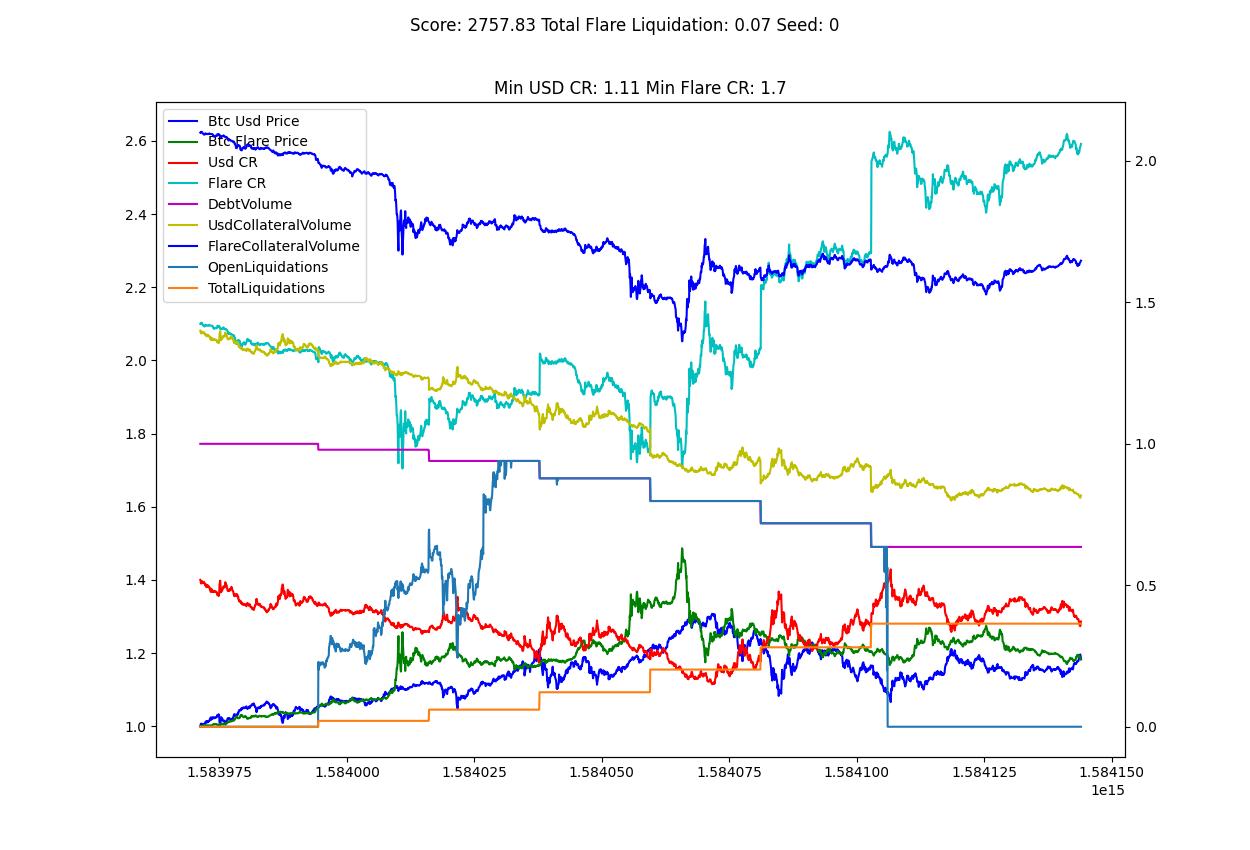 Score: 2757.83 Total Flare Liquidation: 0.07 Seed: 0
Min USD CR: 1.11 Min Flare CR: 1.7
Btc Usd Price
Btc Flare Price
Usd CR
Flare CR
DebtVolume
UsdCollateralVolume
FlareCollateralVolume
OpenLiquidations
TotalLiquidations
2.6
2.4
2.2
2.0
1.8
1.6
1.4
1.2
1.0
2.0
1.5
1.0
0.5
0.0
1.583975 1.584000 1.584025 1.584050 1.584075 1.584100 1.584125 1.584150
1e15